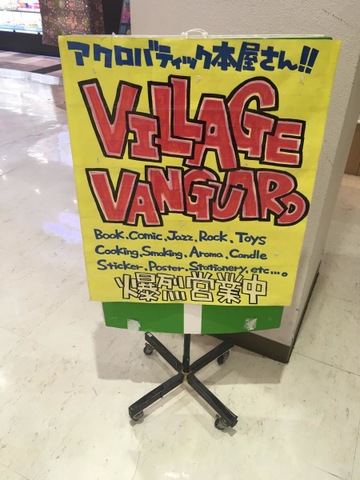 アクロバティック本屋さん!!
VILLAGE
VANGUARD
Book.Comic.Jazz.Rock.Toys
Cooking.Smoking.Aroma.Candle
Sticker.Poster.Stationery.etc...。
爆烈営業中